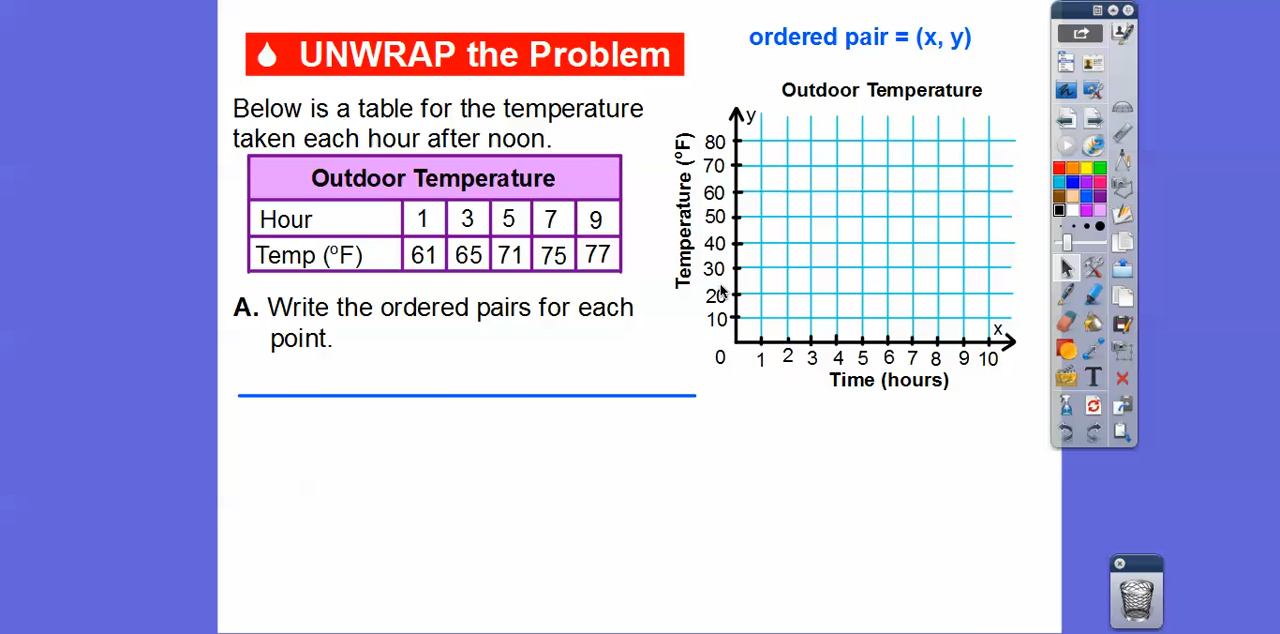 ordered pair = (x, y)
UNWRAP the Problem
Below is a table for the temperature
taken each hour after noon.
Outdoor Temperature
Hour 1 3 5 7 9
Temp (°F) 61 65 71 75 77
A. Write the ordered pairs for each
point.
Outdoor Temperature
y
Temperature (°F)
80
70
60
50
40
30
20
10
x
0 1 2 3 4 5 6 7 8 9 10
Time (hours)
T